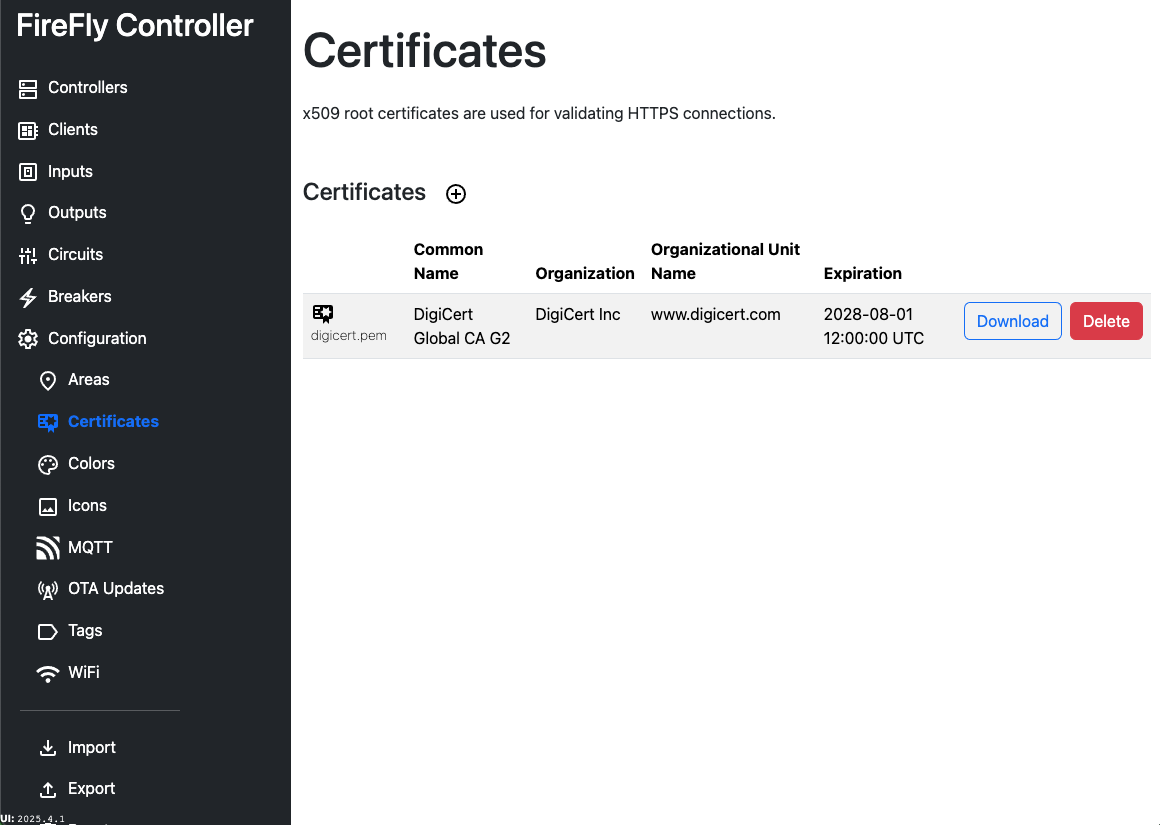 FireFly Controller
Controllers
Clients
Inputs
Outputs
Circuits
Breakers
Configuration
Areas
Certificates
Colors
Icons
MQTT
OTA Updates
Tags
WiFi
Import
Export
UI: 2025.4.1
Certificates
x509 root certificates are used for validating HTTPS connections.
Certificates
Common
Name
Organization
Organizational Unit
Name
Expiration
digicert.pem
DigiCert
Global CA G2
DigiCert Inc
www.digicert.com
2028-08-01
12:00:00 UTC
Download
Delete